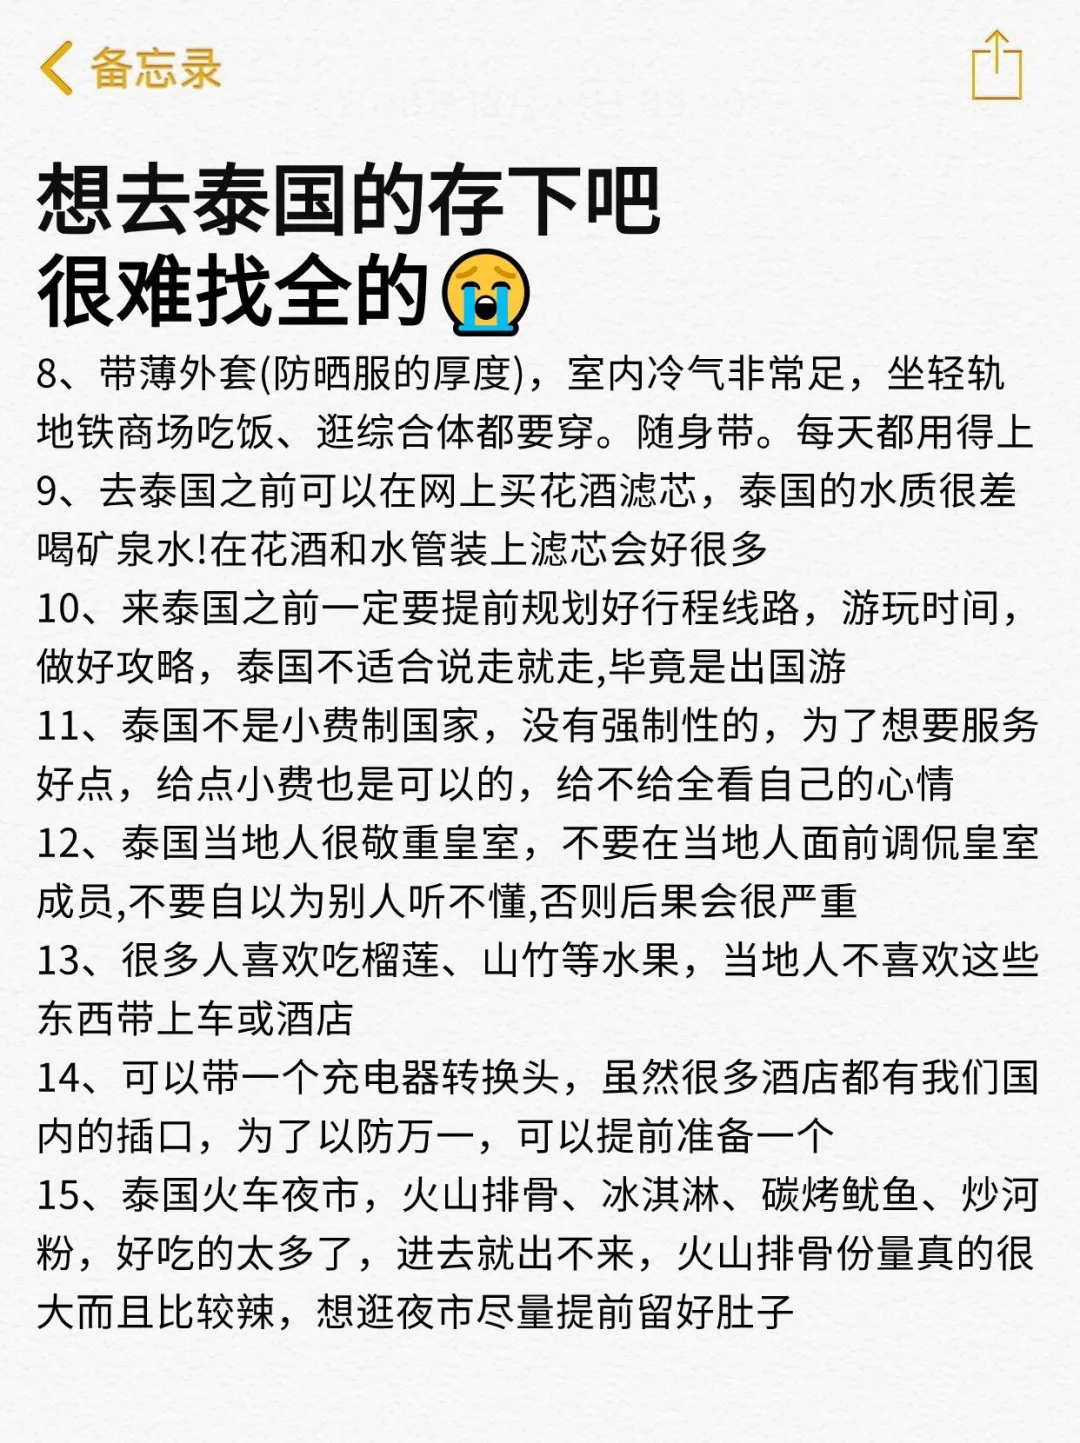 备忘录
想去泰国的存下吧
很难找全的😭
8、带薄外套(防晒服的厚度)，室内冷气非常足，坐轻轨
地铁商场吃饭、逛综合体都要穿。随身带。每天都用得上
9、去泰国之前可以在网上买花酒滤芯，泰国的水质很差
喝矿泉水!在花酒和水管装上滤芯会好很多
10、来泰国之前一定要提前规划好行程线路，游玩时间，
做好攻略，泰国不适合说走就走,毕竟是出国游
11、泰国不是小费制国家，没有强制性的，为了想要服务
好点，给点小费也是可以的，给不给全看自己的心情
12、泰国当地人很敬重皇室，不要在当地人面前调侃皇室
成员,不要自以为别人听不懂,否则后果会很严重
13、很多人喜欢吃榴莲、山竹等水果，当地人不喜欢这些
东西带上车或酒店
14、可以带一个充电器转换头，虽然很多酒店都有我们国
内的插口，为了以防万一，可以提前准备一个
15、泰国火车夜市，火山排骨、冰淇淋、碳烤鱿鱼、炒河
粉，好吃的太多了，进去就出不来，火山排骨份量真的很
大而且比较辣，想逛夜市尽量提前留好肚子